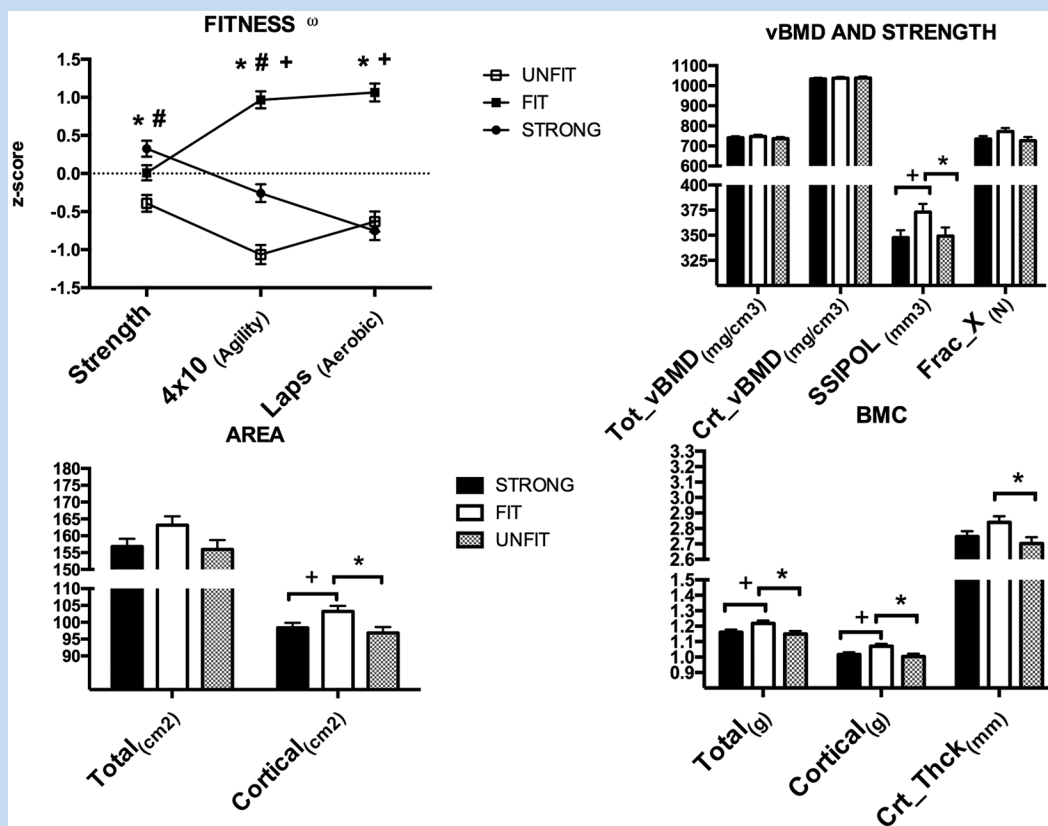 FITNESS ω
* #
* # +
* +
z-score
1.5
1.0
0.5
0.0
-0.5
-1.0
-1.5
Strength
4x10 (Agility)
Laps (Aerobic)
UNFIT
FIT
STRONG
vBMD AND STRENGTH
1100
1000
900
800
700
600
400
375
350
325
+
*
Tot_vBMD(mg/cm3)
Crt_vBMD(mg/cm3)
SSIPOL (mm3)
Frac_X (N)
AREA
180
175
170
165
160
155
150
105
100
95
90
+
*
Total(cm2)
Cortical(cm2)
STRONG
FIT
UNFIT
BMC
3.3
3.2
3.1
3.0
2.9
2.8
2.7
2.6
1.5
1.4
1.3
1.2
1.1
1.0
0.9
+
*
+
*
*
Total(g)
Cortical(g)
Crt_Thck(mm)